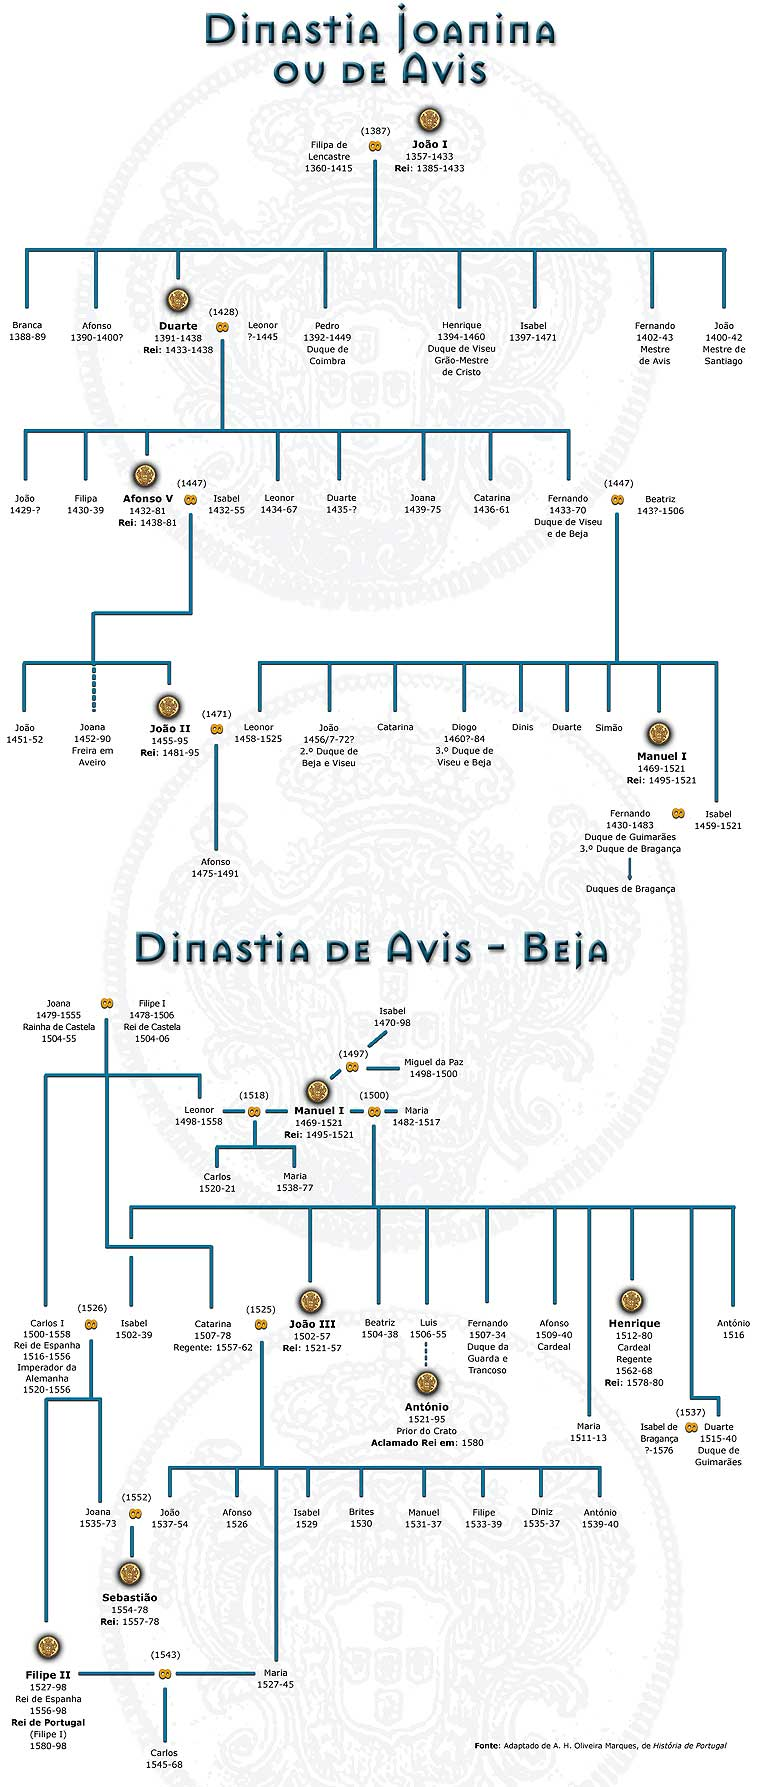 Dinastia Joanina
ou de Avis
(1387)
Filipa de
Lencastre
1360-1415
João I
1357-1433
Rei: 1385-1433
Branca
1388-89
Afonso
1390-1400?
Duarte
1391-1438
Rei: 1433-1438
(1428)
Leonor
?-1445
Pedro
1392-1449
Duque de
Coimbra
Henrique
1394-1460
Duque de Viseu
Grão-Mestre
de Cristo
Isabel
1397-1471
Fernando
1402-43
Mestre
de Avis
João
1400-42
Mestre de
Santiago
João
1429-?
Filipa
1430-39
Afonso V
1432-81
Rei: 1438-81
(1447)
Isabel
1432-55
Leonor
1434-67
Duarte
1435-?
Joana
1439-75
Catarina
1436-61
Fernando
1433-70
Duque de Viseu
e de Beja
(1447)
Beatriz
143?-1506
João
1451-52
Joana
1452-90
Freira em
Aveiro
João II
1455-95
Rei: 1481-95
(1471)
Leonor
1458-1525
João
1456/7-72?
2.º Duque de
Beja e Viseu
Catarina
Diogo
1460?-84
3.º Duque de
Viseu e Beja
Dinis
Duarte
Simão
Manuel I
1469-1521
Rei: 1495-1521
Fernando
1430-1483
Duque de Guimarães
3.º Duque de Bragança
Isabel
1459-1521
Duques de Bragança
Afonso
1475-1491
Dinastia de Avis - Beja
Joana
1479-1555
Rainha de Castela
1504-55
Filipe I
1478-1506
Rei de Castela
1504-06
Isabel
1470-98
(1497)
Miguel da Paz
1498-1500
Leonor
1498-1558
(1518)
Manuel I
1469-1521
Rei: 1495-1521
(1500)
Maria
1482-1517
Carlos
1520-21
Maria
1538-77
Carlos I
1500-1558
Rei de Espanha
1516-1556
Imperador da
Alemanha
1520-1556
(1526)
Isabel
1502-39
Catarina
1507-78
Regente: 1557-62
(1525)
João III
1502-57
Rei: 1521-57
Beatriz
1504-38
Luis
1506-55
Fernando
1507-34
Duque da
Guarda e
Trancoso
Afonso
1509-40
Cardeal
Henrique
1512-80
Cardeal
Regente
1562-68
Rei: 1578-80
António
1516
António
1521-95
Prior do Crato
Aclamado Rei em: 1580
Maria
1511-13
(1537)
Isabel de
Bragança
?-1576
Duarte
1515-40
Duque de
Guimarães
Joana
1535-73
(1552)
João
1537-54
Afonso
1526
Isabel
1529
Brites
1530
Manuel
1531-37
Filipe
1533-39
Diniz
1535-37
António
1539-40
Sebastião
1554-78
Rei: 1557-78
Filipe II
1527-98
Rei de Espanha
1556-98
Rei de Portugal
(Filipe I)
1580-98
(1543)
Maria
1527-45
Carlos
1545-68
Fonte: Adaptado de A. H. Oliveira Marques, de História de Portugal